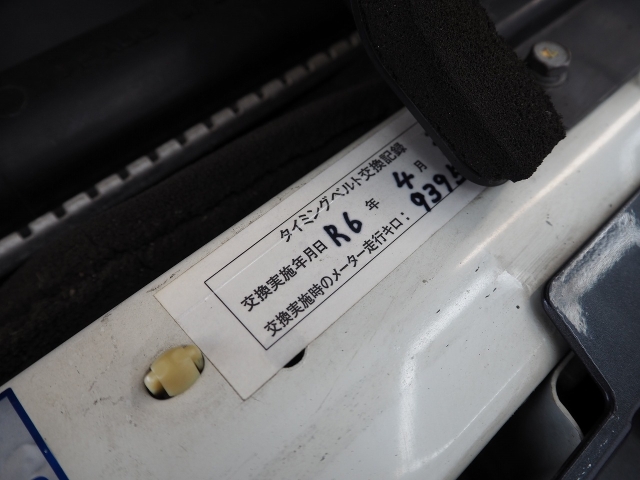 タイミングベルト交換記録
交換実施年月日 R6 年 4 月
交換実施時のメーター走行キロ: 9395